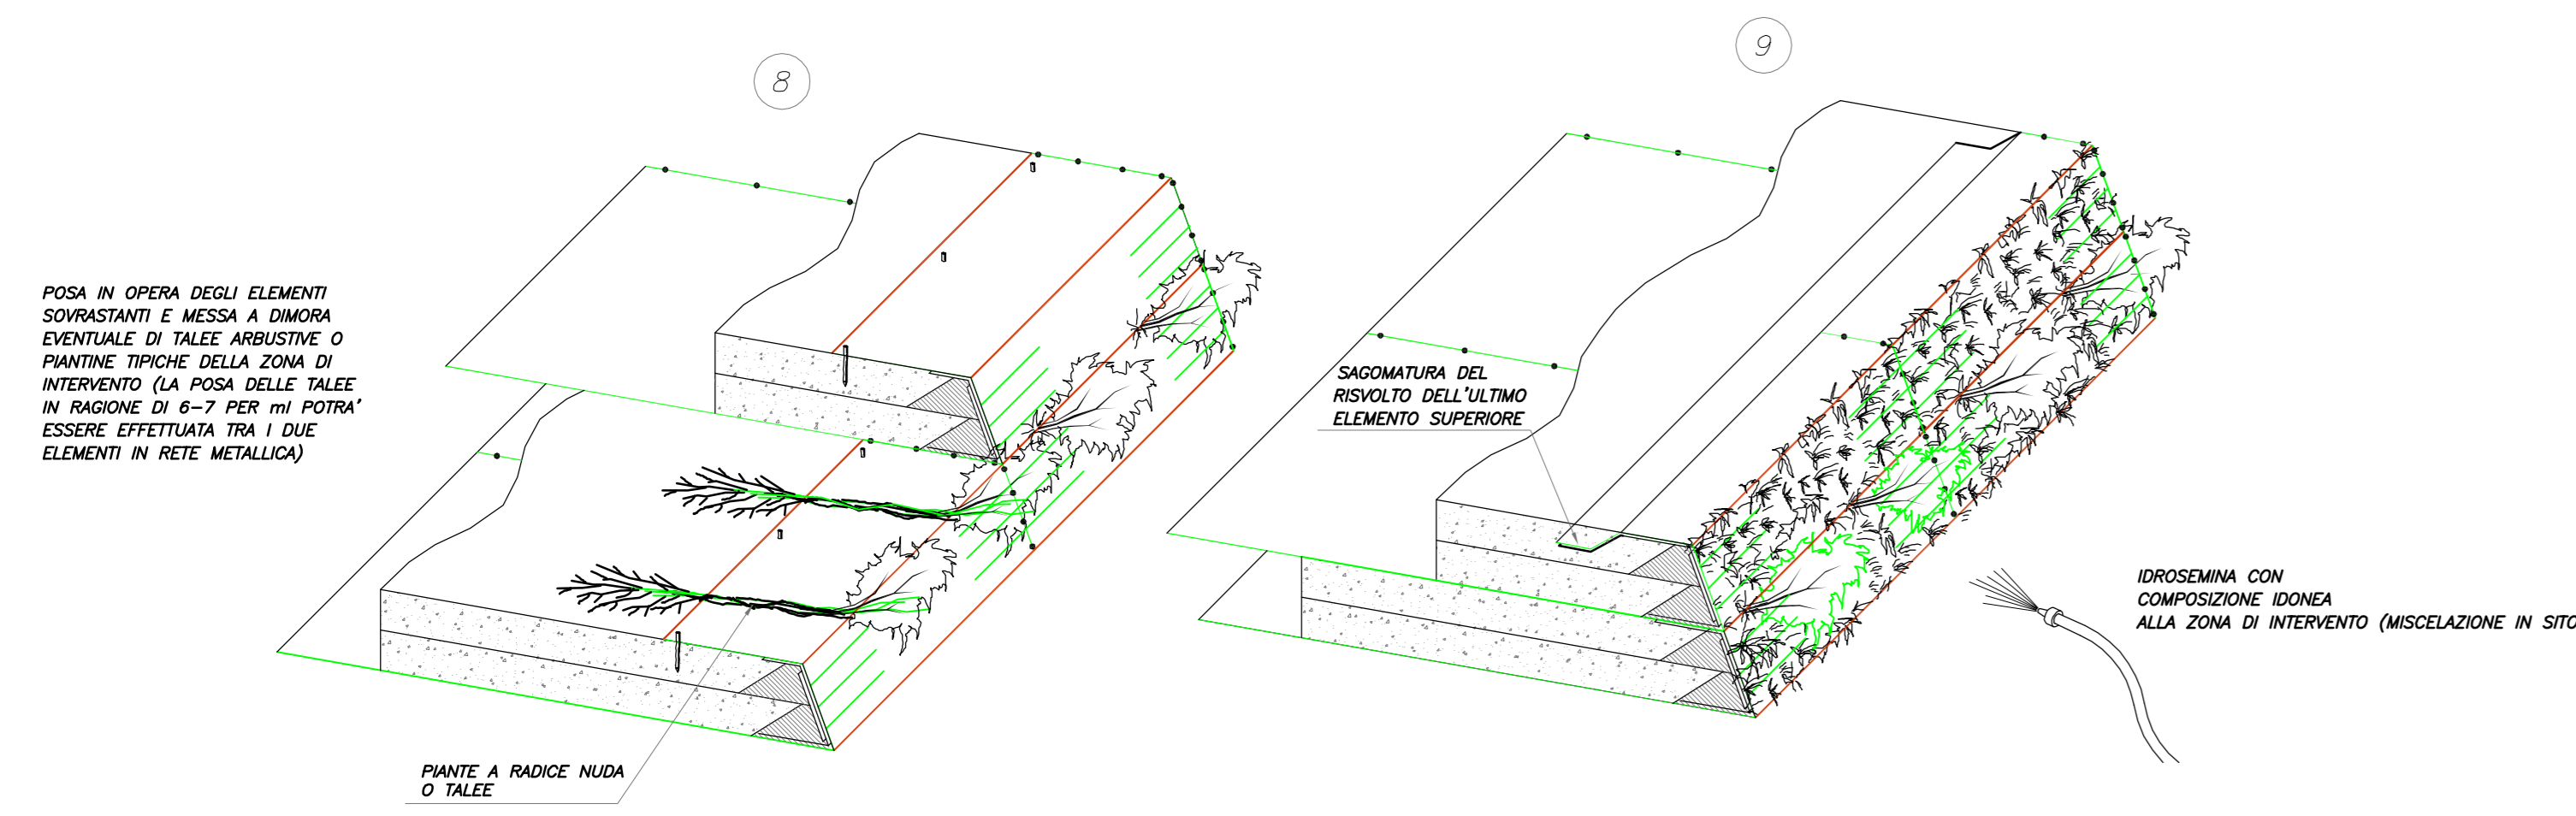 8
9
POSA IN OPERA DEGLI ELEMENTI
SOVRASTANTI E MESSA A DIMORA
EVENTUALE DI TALEE ARBUSTIVE O
PIANTINE TIPICHE DELLA ZONA DI
INTERVENTO (LA POSA DELLE TALEE
IN RAGIONE DI 6-7 PER ml POTRA'
ESSERE EFFETTUATA TRA I DUE
ELEMENTI IN RETE METALLICA)
PIANTE A RADICE NUDA
O TALEE
SAGOMATURA DEL
RISVOLTO DELL'ULTIMO
ELEMENTO SUPERIORE
IDROSEMINA CON
COMPOSIZIONE IDONEA
ALLA ZONA DI INTERVENTO (MISCELAZIONE IN SITO